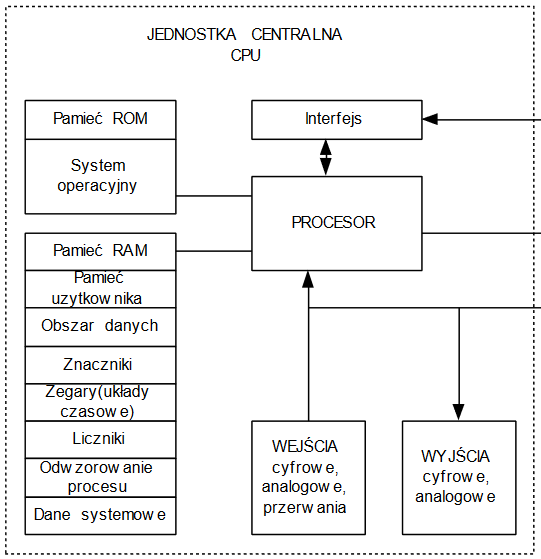 JEDNOSTKA CENTRALNA
CPU
Pamieć ROM
System
operacyjny
Pamieć RAM
Pamieć
uzytkownika
Obszar danych
Znaczniki
Zegary(układy
czasowe)
Liczniki
Odwzorowanie
procesu
Dane systemowe
Interfejs
PROCESOR
WEJŚCIA
cyfrowe,
analogowe,
przerwania
WYJŚCIA
cyfrowe,
analogowe